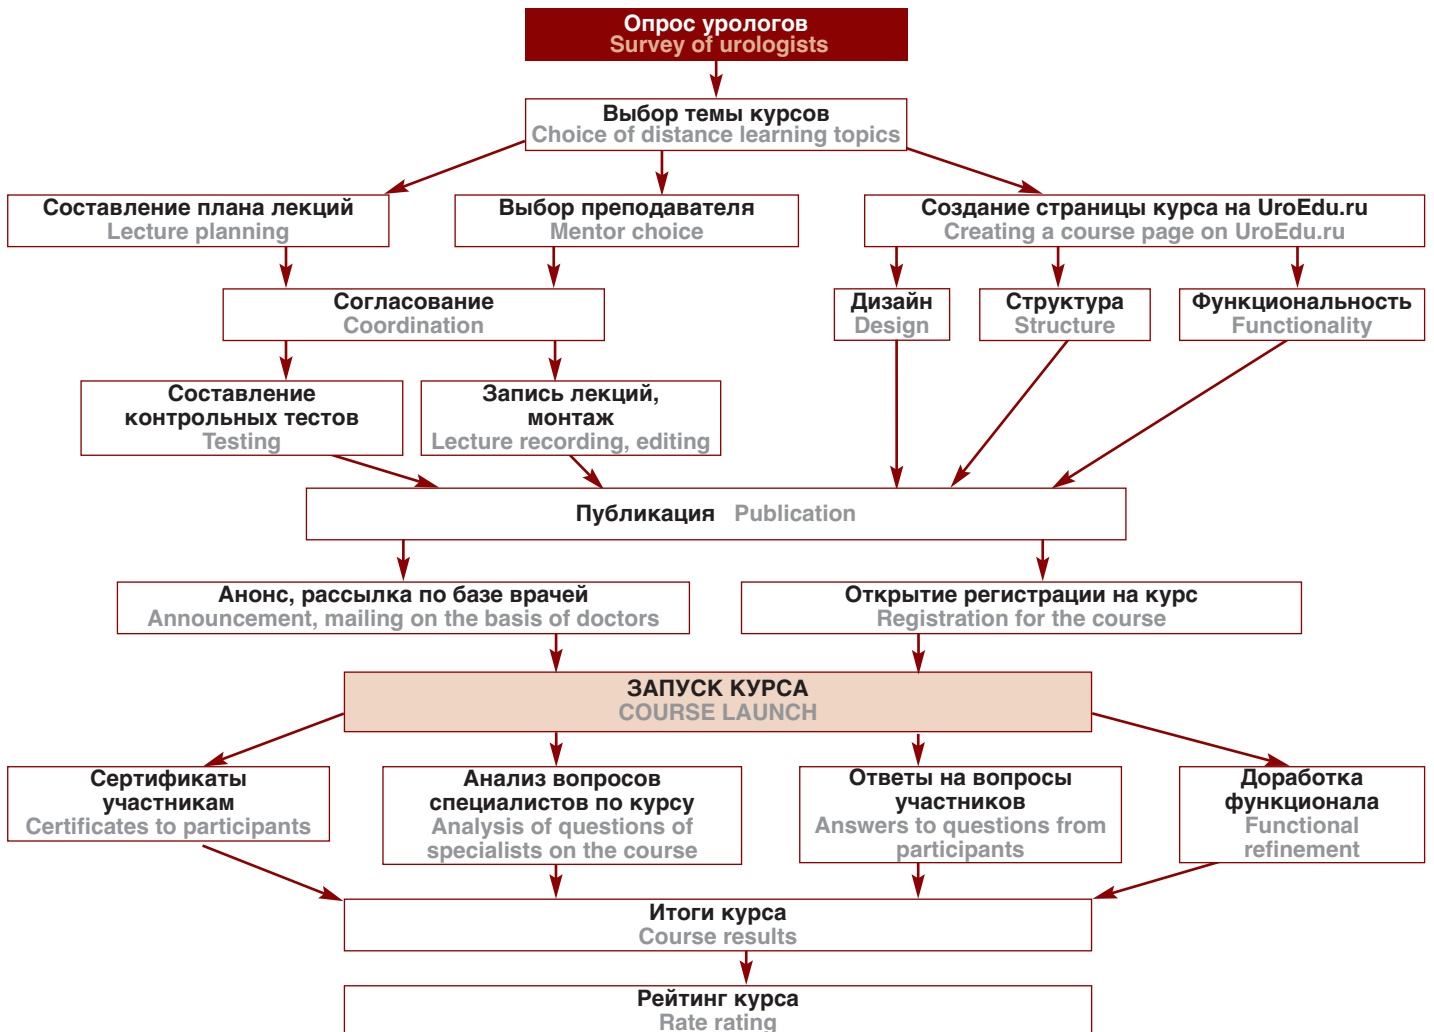 Опрос урологов
Survey of urologists
Выбор темы курсов
Choice of distance learning topics
Составление плана лекций
Lecture planning
Выбор преподавателя
Mentor choice
Создание страницы курса на UroEdu.ru
Creating a course page on UroEdu.ru
Согласование
Coordination
Дизайн
Design
Структура
Structure
Функциональность
Functionality
Составление
контрольных тестов
Testing
Запись лекций,
монтаж
Lecture recording, editing
Публикация Publication
Анонс, рассылка по базе врачей
Announcement, mailing on the basis of doctors
Открытие регистрации на курс
Registration for the course
ЗАПУСК КУРСА
COURSE LAUNCH
Сертификаты
участникам
Certificates to participants
Анализ вопросов
специалистов по курсу
Analysis of questions of
specialists on the course
Ответы на вопросы
участников
Answers to questions from
participants
Доработка
функционала
Functional
refinement
Итоги курса
Course results
Рейтинг курса
Rate rating